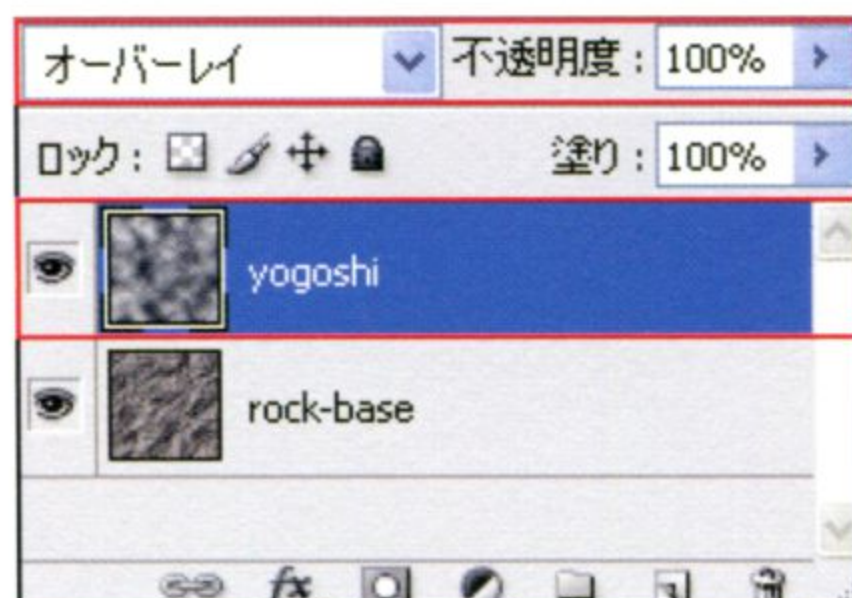 オーバーレイ 不透明度 : 100%
ロック : 塗り : 100%
yogoshi
rock-base
fx